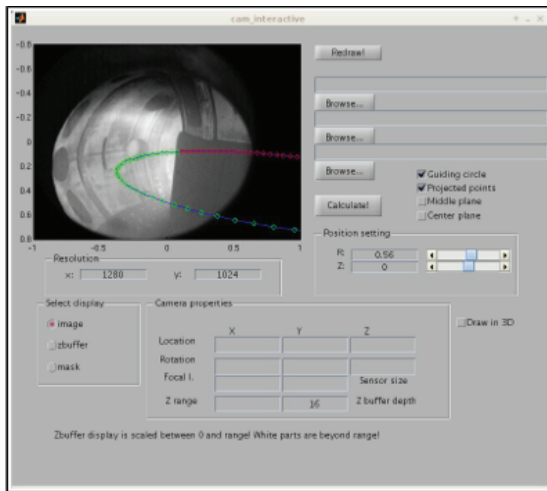 cam_interactive
Redraw!
-0.8
-0.6
-0.4
-0.2
0
0.2
0.4
0.6
0.8
-1
-0.5
0
0.5
1
Browse...
Browse...
Browse...
Calculate!
Guiding circle
Projected points
Middle plane
Center plane
Position setting
R: 0.56
Z: 0
Resolution
x: 1280 y: 1024
Select display
image
zbuffer
mask
Camera properties
X Y Z
Location
Rotation
Focal l. Sensor size
Z range 16 Z buffer depth
Draw in 3D
Zbuffer display is scaled between 0 and range! White parts are beyond range!